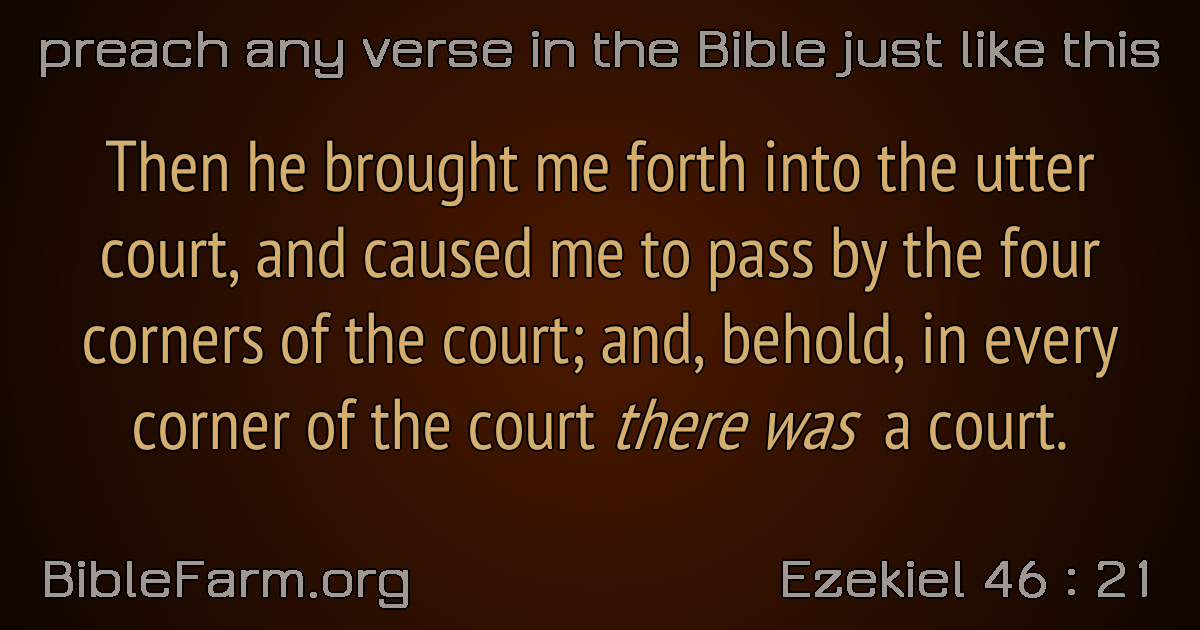 preach any verse in the Bible just like this
Then he brought me forth into the utter
court, and caused me to pass by the four
corners of the court; and, behold, in every
corner of the court there was a court.
BibleFarm.org
Ezekiel 46 : 21